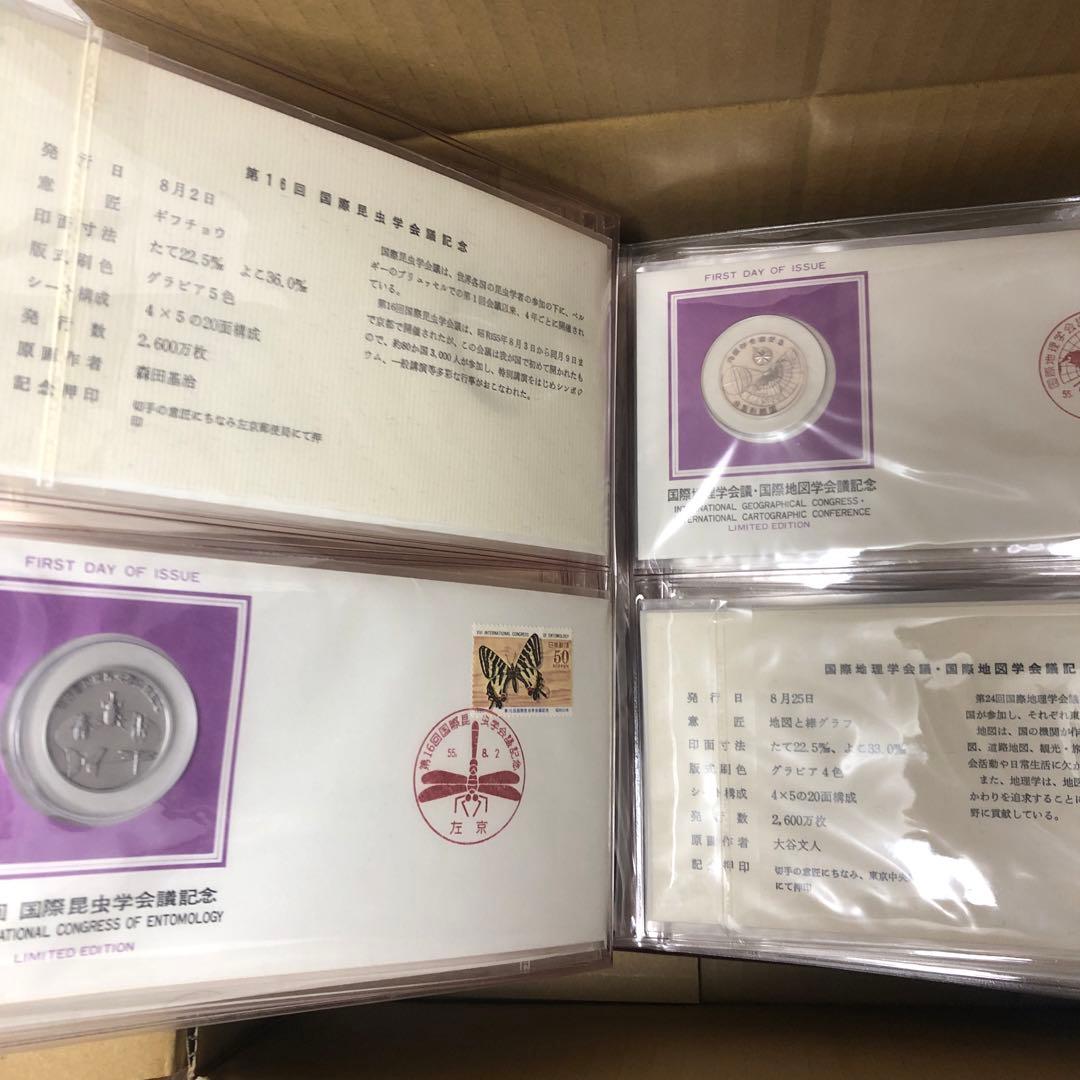 第16回 国際昆虫学会議記念
発行日 8月2日
意匠 ギフチョウ
印面寸法 たて22.5㎜ よこ36.0㎜
版式刷色 グラビア5色
シート構成 4×5の20面構成
発行数 2,600万枚
原画作者 森田基治
記念押印 切手の意匠にちなみ左京郵便局にて押
印
国際昆虫学会議は、世界各国の昆虫学者の参加の下に、ベル
ギーのブリュッセルでの第1回会議以来、4年ごとに開催され
ている。
第16回国際昆虫学会議は、昭和55年8月3日から同月9日ま
で京都で開催されたが、この会議は我が国で初めて開かれたも
ので、約80か国3,000人が参加し、特別講演をはじめシンポジ
ウム、一般講演等多彩な行事がおこなわれた。
FIRST DAY OF ISSUE
XVI INTERNATIONAL CONGRESS OF ENTOMOLOGY
日本郵便
50
NIPPON
第16回国際昆虫学会議記念
55. 8. 2
左京
回 国際昆虫学会議記念
ATIONAL CONGRESS OF ENTOMOLOGY
LIMITED EDITION
FIRST DAY OF ISSUE
国際地理学会議
55
国際地理学会議・国際地図学会議記念
INTERNATIONAL GEOGRAPHICAL CONGRESS・
INTERNATIONAL CARTOGRAPHIC CONFERENCE
LIMITED EDITION
国際地理学会議・国際地図学会議記
発行日 8月25日
意匠 地図と棒グラフ
印面寸法 たて22.5㎜、よこ33.0㎜
版式刷色 グラビア4色
シート構成 4×5の20面構成
発行数 2,600万枚
原画作者 大谷文人
記念押印 切手の意匠にちなみ、東京中央
にて押印
第24回国際地理学会議
国が参加し、それぞれ東
地図は、国の機関が作
図、道路地図、観光・旅
会活動や日常生活に欠か
また、地理学は、地図
かわりを追求することに
野に貢献している。